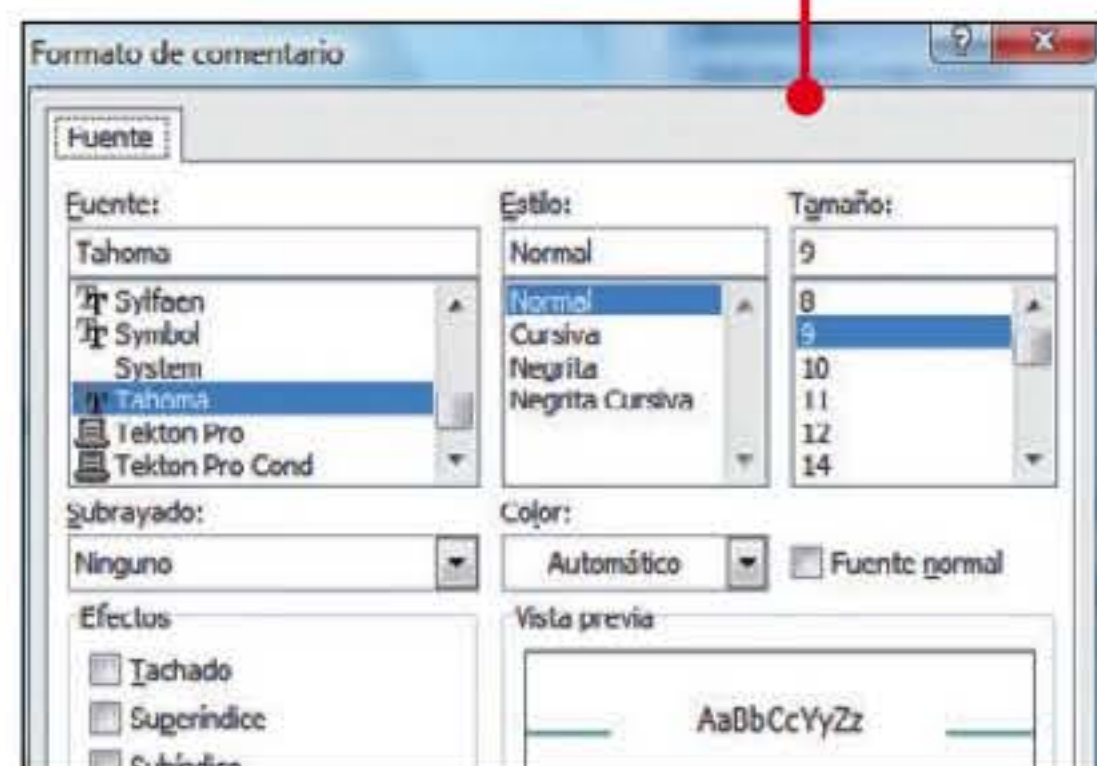 Formato de comentario
Fuente
Fuente:
Tahoma
Sylfaen
Symbol
System
Tahoma
Tekton Pro
Tekton Pro Cond
Estilo:
Normal
Normal
Cursiva
Negrita
Negrita Cursiva
Tamaño:
9
8
9
10
11
12
14
Subrayado:
Ninguno
Color:
Automático
Fuente normal
Efectos
Tachado
Superíndice
Subíndice
Vista previa
AaBbCcYyZz